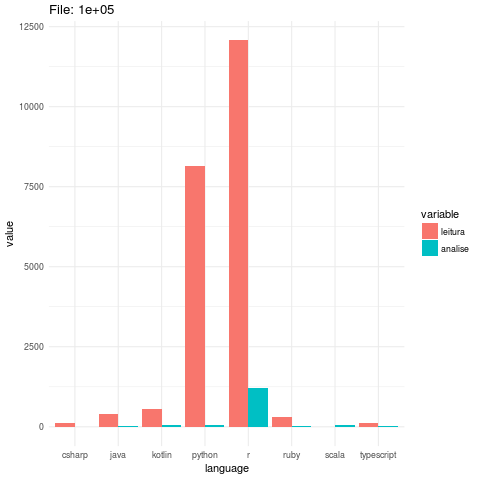 File: 1e+05
12500
10000
7500
5000
2500
0
value
csharp java kotlin python r ruby scala typescript
language
variable
leitura
analise